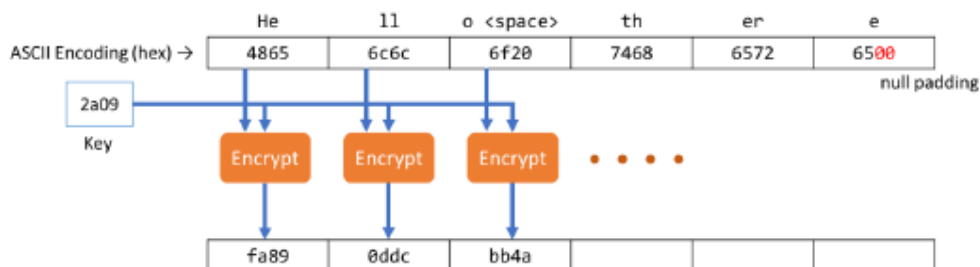 He ll o <space> th er e
ASCII Encoding (hex) → 4865 6c6c 6f20 7468 6572 6500
null padding
2a09
Key
Encrypt Encrypt Encrypt
fa89 0ddc bb4a